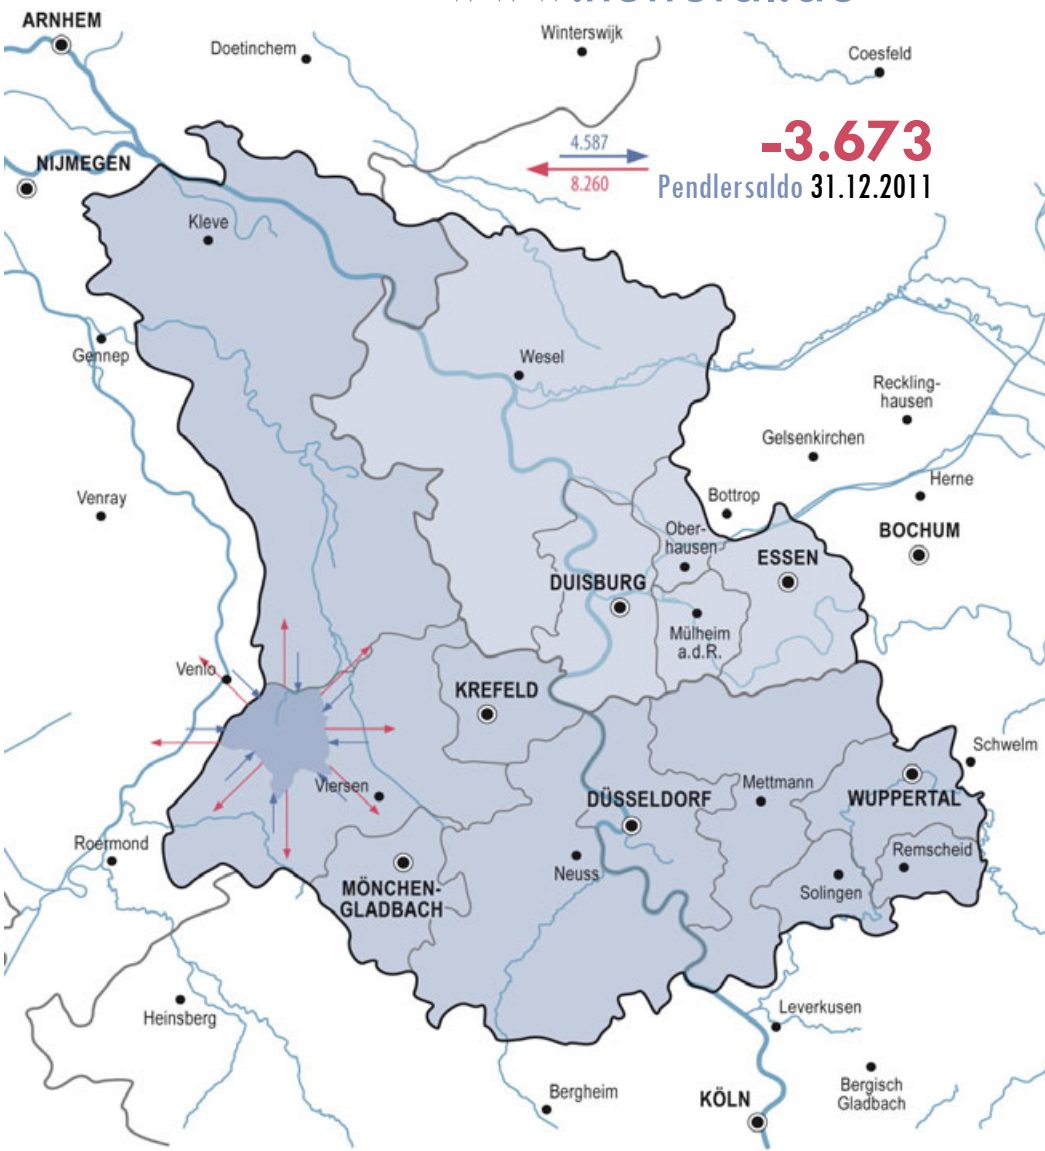 ARNHEM
Doetinchem
Winterswijk
Coesfeld
4.587
8.260
-3.673
Pendlersaldo 31.12.2011
NIJMEGEN
Kleve
Gennep
Wesel
Reckling-
hausen
Gelsenkirchen
Herne
Venray
Bottrop
BOCHUM
Ober-
hausen
ESSEN
DUISBURG
Mülheim
a.d.R.
Venlo
KREFELD
Schwelm
Viersen
Mettmann
DÜSSELDORF
WUPPERTAL
Roermond
Neuss
Remscheid
Solingen
MÖNCHEN-
GLADBACH
Heinsberg
Leverkusen
Bergheim
KÖLN
Bergisch
Gladbach